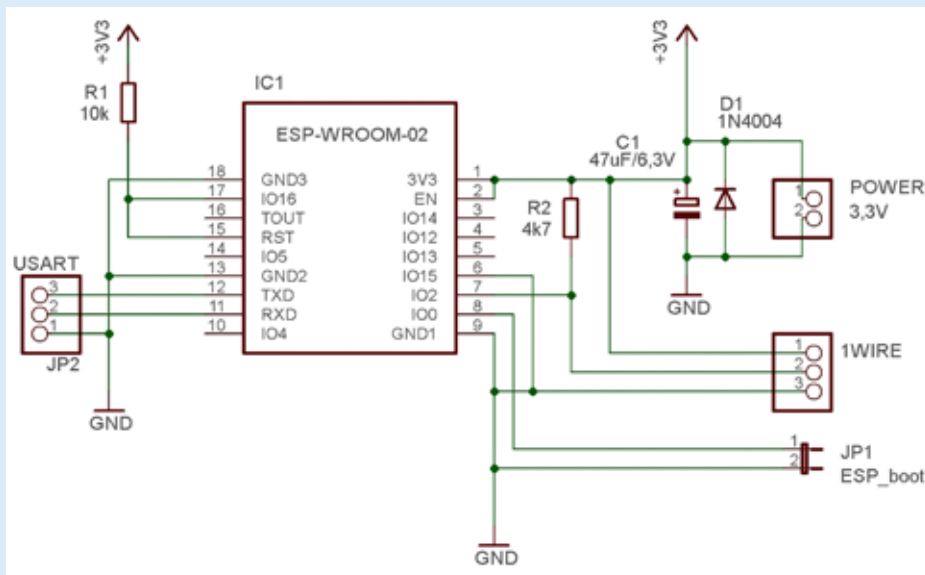 +3V3
R1
10k
IC1
ESP-WROOM-02
18 GND3
17 IO16
16 TOUT
15 RST
14 IO5
13 GND2
12 TXD
11 RXD
10 IO4
3V3 1
EN 2
IO14 3
IO12 4
IO13 5
IO15 6
IO2 7
IO0 8
GND1 9
USART
3
2
1
JP2
GND
R2
4k7
+3V3
C1
47uF/6,3V
+
D1
1N4004
1
2
POWER
3,3V
GND
1
2
3
1WIRE
1
2
JP1
ESP_boot
GND